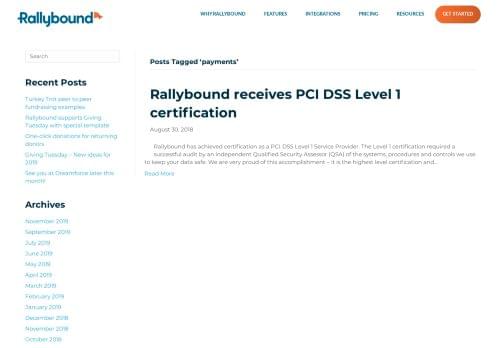 Rallybound
WHY RALLYBOUND
FEATURES
INTEGRATIONS
PRICING
RESOURCES
GET STARTED
Search
Recent Posts
Turkey Trot peer to peer
fundraising examples
Rallybound supports Giving
Tuesday with special template
One-click donations for returning
donors
Giving Tuesday – New ideas for
2019
See you at Dreamforce later this
month!
Archives
November 2019
September 2019
July 2019
June 2019
May 2019
April 2019
March 2019
February 2019
January 2019
December 2018
November 2018
October 2018
Posts Tagged ‘payments’
Rallybound receives PCI DSS Level 1
certification
August 30, 2018
Rallybound has achieved certification as a PCI DSS Level 1 Service Provider. The Level 1 certification required a
successful audit by an independent Qualified Security Assessor (QSA) of the systems, procedures and controls we use
to keep your data safe. We are very proud of this accomplishment – it is the highest level certification and...
Read More